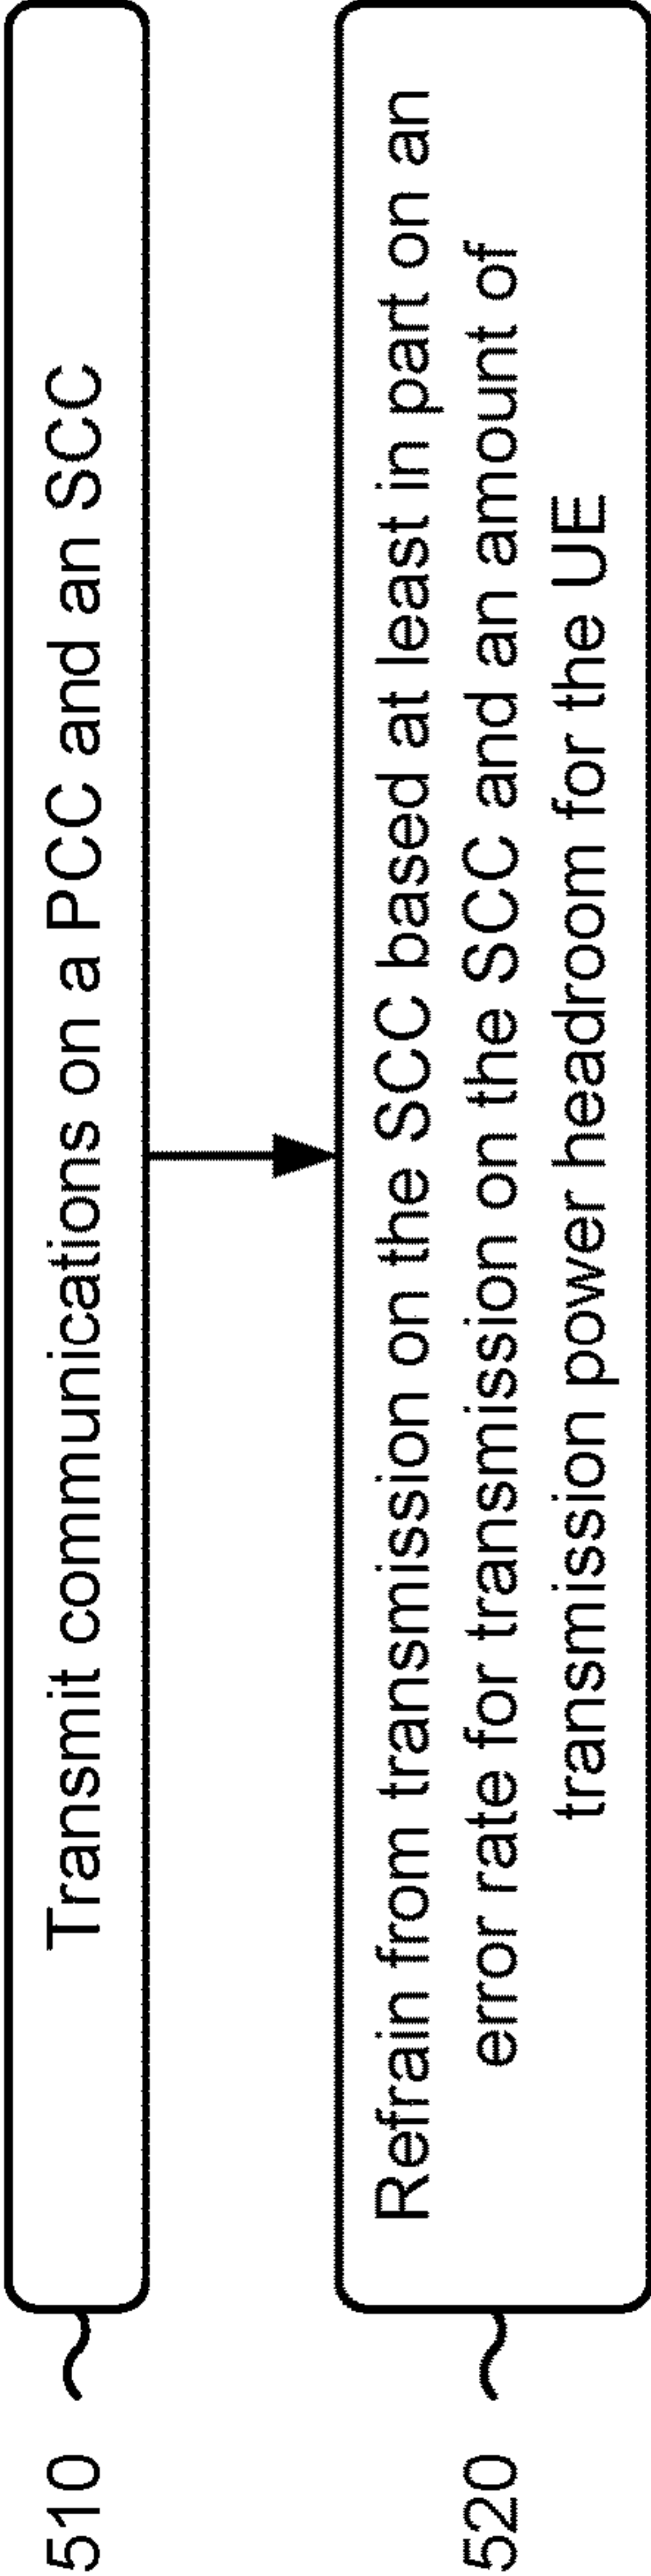 510
Transmit communications on a PCC and an SCC
520
Refrain from transmission on the SCC based at least in part on an
error rate for transmission on the SCC and an amount of
transmission power headroom for the UE